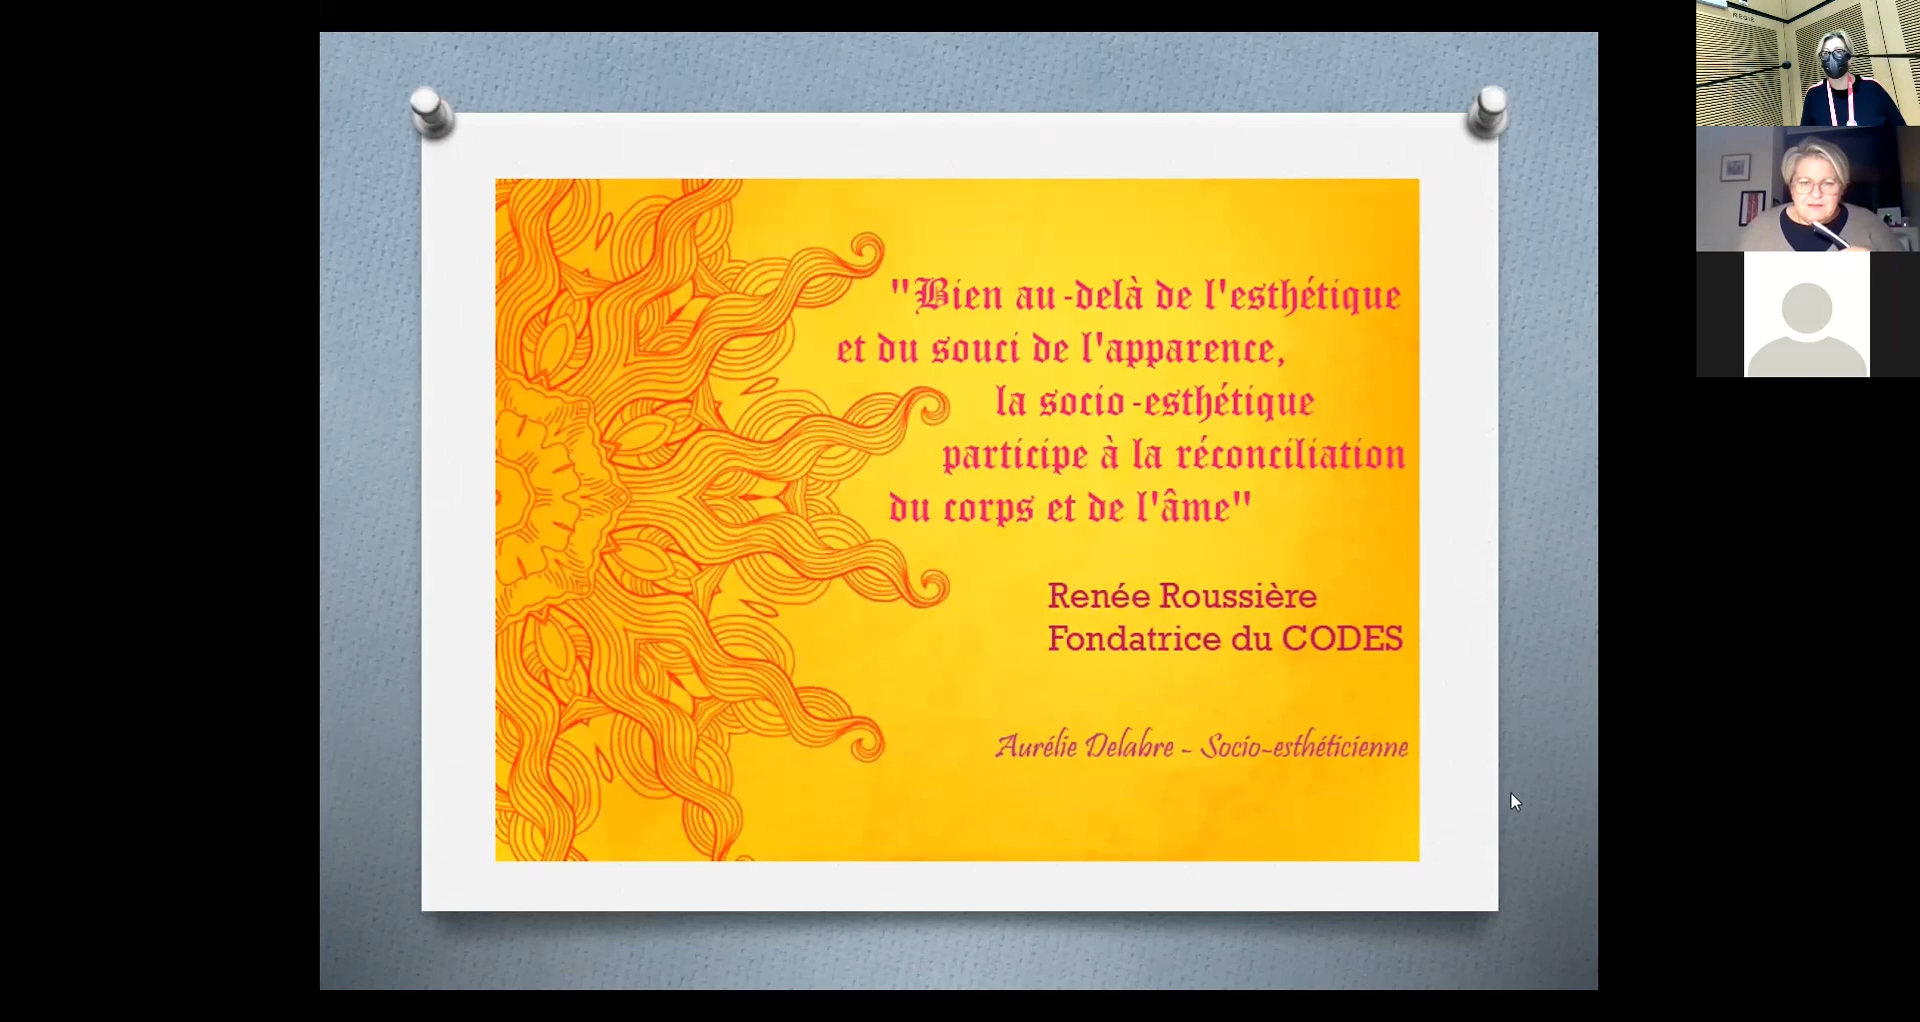 "Bien au-delà de l'esthétique
et du souci de l'apparence,
la socio-esthétique
participe à la réconciliation
du corps et de l'âme"
Renée Roussière
Fondatrice du CODES
Aurélie Delabre - Socio-esthéticienne
REGIE